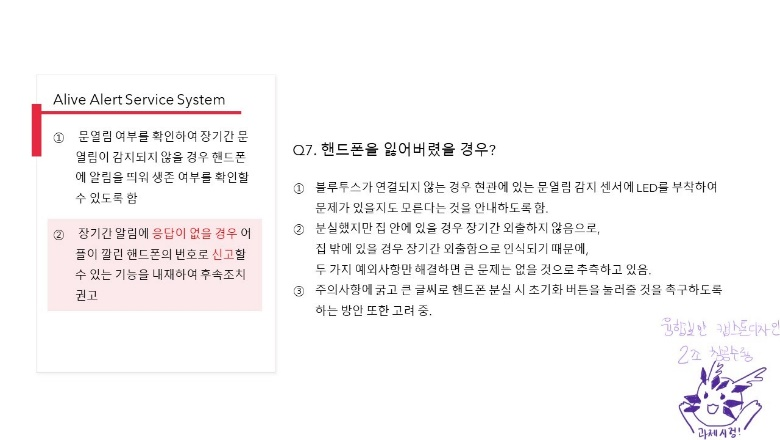 Alive Alert Service System
① 문열림 여부를 확인하여 장기간 문
열림이 감지되지 않을 경우 핸드폰
에 알림을 띄워 생존 여부를 확인할
수 있도록 함
② 장기간 알림에 응답이 없을 경우 어
플이 깔린 핸드폰의 번호로 신고할
수 있는 기능을 내재하여 후속조치
권고
Q7. 핸드폰을 잃어버렸을 경우?
① 블루투스가 연결되지 않는 경우 현관에 있는 문열림 감지 센서에 LED를 부착하여
문제가 있을지도 모른다는 것을 안내하도록 함.
② 분실했지만 집 안에 있을 경우 장기간 외출하지 않음으로,
집 밖에 있을 경우 장기간 외출함으로 인식되기 때문에,
두 가지 예외사항만 해결하면 큰 문제는 없을 것으로 추측하고 있음.
③ 주의사항에 굵고 큰 글씨로 핸드폰 분실 시 초기화 버튼을 눌러줄 것을 촉구하도록
하는 방안 또한 고려 중.
융합보안 캡스톤디자인
2조
과제시렁!